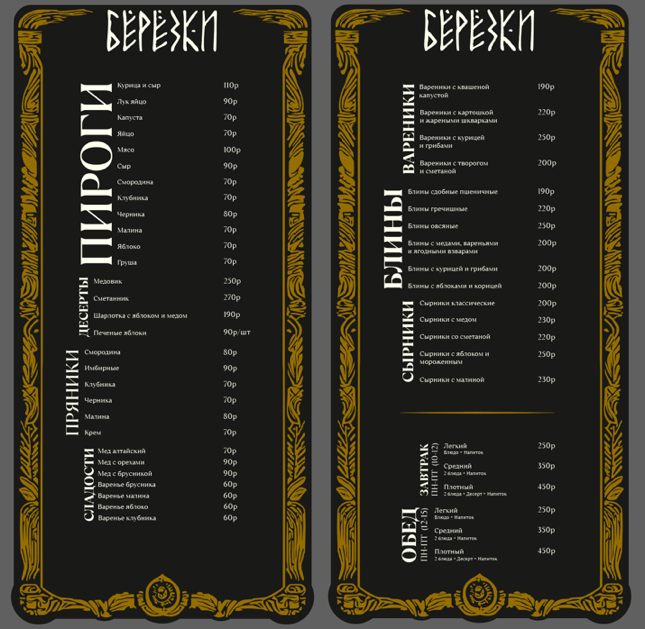 БЕРЁЗКИ
ПИРОГИ
Курица и сыр 110р
Лук яйцо 90р
Капуста 70р
Яйцо 70р
Мясо 100р
Сыр 90р
Смородина 70р
Клубника 70р
Черника 80р
Малина 70р
Яблоко 70р
Груша 70р
ДЕСЕРТЫ
Медовик 250р
Сметанник 270р
Шарлотка с яблоком и медом 190р
Печеные яблоки 90р/шт
ПРЯНИКИ
Смородина 80р
Имбирные 90р
Клубника 70р
Черника 70р
Малина 80р
Крем 70р
СЛАДОСТИ
Мед алтайский 70р
Мед с орехами 90р
Мед с брусникой 90р
Варенье брусника 60р
Варенье малина 60р
Варенье яблоко 60р
Варенье клубника 60р
БЕРЁЗКИ
ВАРЕНИКИ
Вареники с квашеной 190р
капустой
Вареники с картошкой 220р
и жареными шкварками
Вареники с курицей 250р
и грибами
Вареники с творогом 200р
и сметаной
БЛИНЫ
Блины сдобные пшеничные 190р
Блины гречишные 220р
Блины овсяные 250р
Блины с медами, вареньями 200р
и ягодными взварами
Блины с курицей и грибами 200р
Блины с яблоками и корицей 200р
СЫРНИКИ
Сырники классические 200р
Сырники с медом 230р
Сырники со сметаной 220р
Сырники с яблоком и 250р
мороженным
Сырники с малиной 230р
ЗАВТРАК
ПН-ПТ (10-12)
Легкий 250р
Блюдо + Напиток
Средний 350р
2 блюда + Напиток
Плотный 450р
2 блюда + Десерт + Напиток
ОБЕД
ПН-ПТ (12-15)
Легкий 250р
Блюдо + Напиток
Средний 350р
2 блюда + Напиток
Плотный 450р
2 блюда + Десерт + Напиток